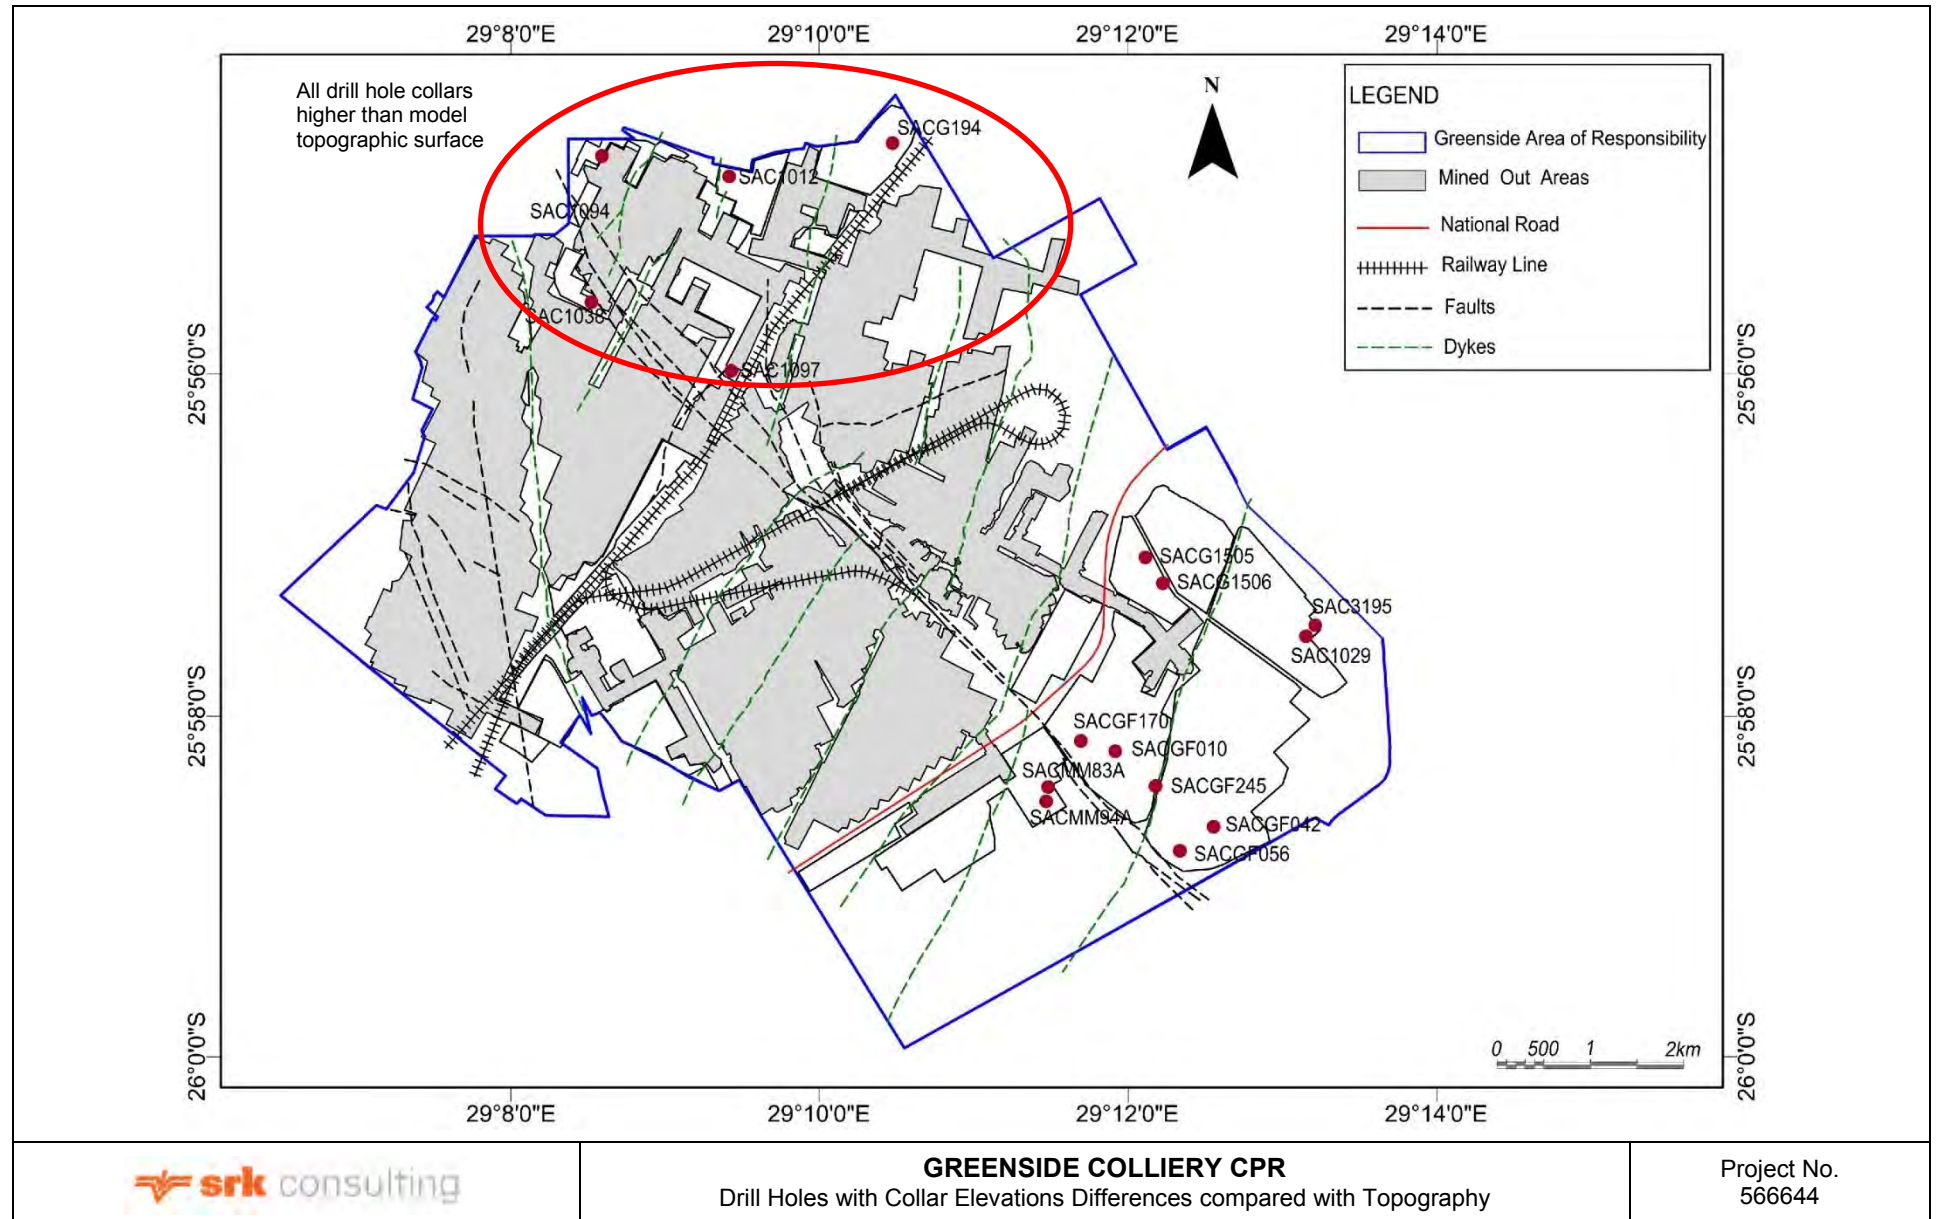 29°8'0"E
29°10'0"E
29°12'0"E
29°14'0"E
All drill hole collars
higher than model
topographic surface
N
LEGEND
Greenside Area of Responsibility
Mined Out Areas
National Road
Railway Line
Faults
Dykes
SACG194
SAC1012
SAC1094
SAC1038
SAC1097
25°56'0"S
25°56'0"S
SACG1505
SACG1506
SAC3195
SAC1029
25°58'0"S
25°58'0"S
SACGF170
SACGF010
SACMM83A
SACGF245
SACMM94A
SACGF042
SACGF056
26°0'0"S
26°0'0"S
0 500 1 2km
29°8'0"E
29°10'0"E
29°12'0"E
29°14'0"E
srk consulting
GREENSIDE COLLIERY CPR
Drill Holes with Collar Elevations Differences compared with Topography
Project No.
566644